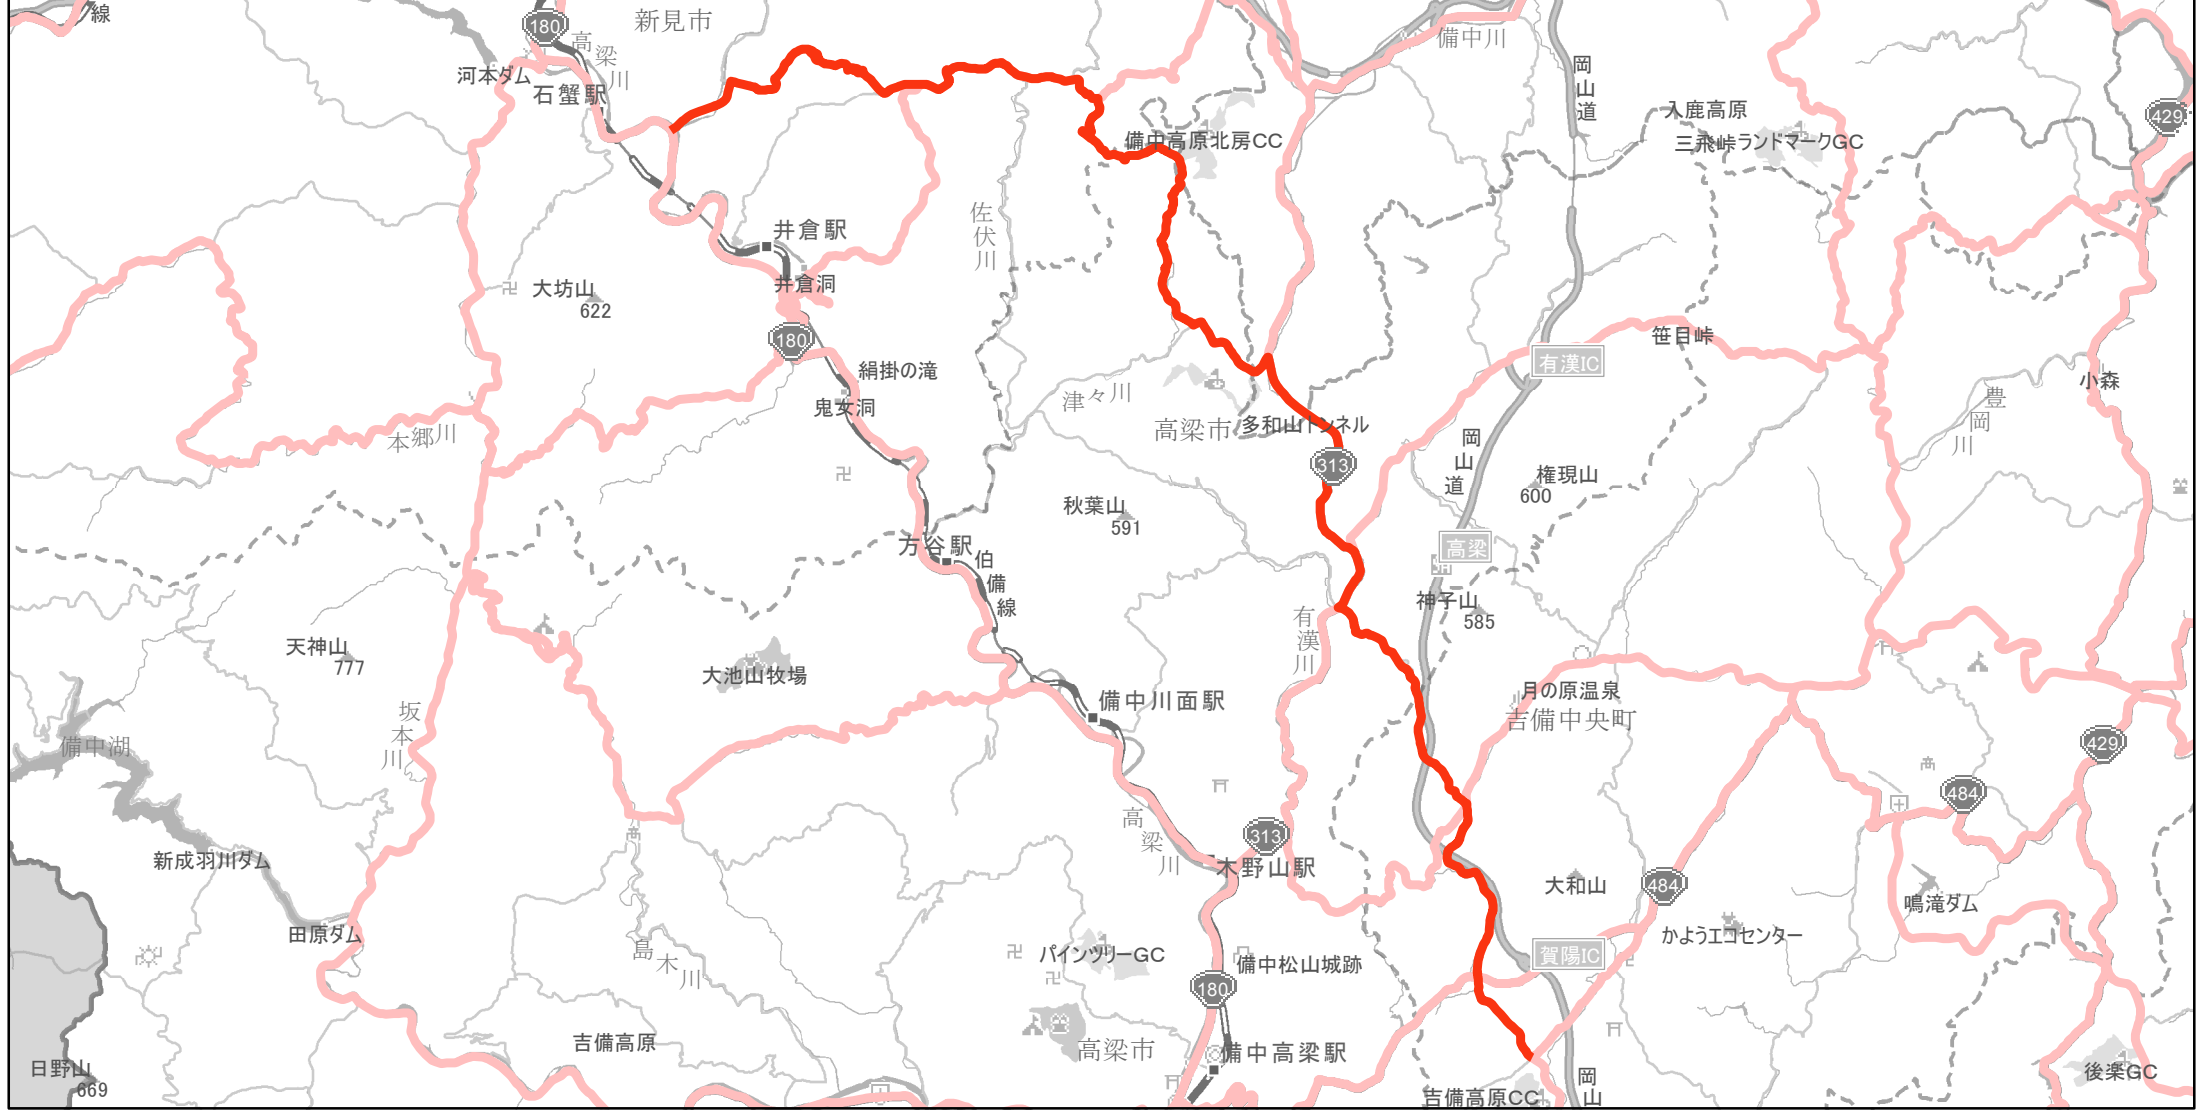 線
180
新見市
高梁川
河本ダム
石蟹駅
備中川
岡山道
入鹿高原
三飛峠ランドマークGC
429
備中高原北房CC
佐伏川
井倉駅
井倉洞
大坊山
622
180
絹掛の滝
鬼女洞
本郷川
津々川
高梁市
多和山トンネル
313
有漢IC
笹目峠
小森
豊岡川
岡山道
権現山
600
秋葉山
591
方谷駅
伯備線
高梁
SH
神子山
585
有漢川
天神山
777
大池山牧場
備中川面駅
月の原温泉
吉備中央町
坂本川
備中湖
429
484
高梁川
313
木野山駅
新成羽川ダム
大和山
484
鳴滝ダム
田原ダム
島木川
パインツリーGC
備中松山城跡
賀陽IC
かようエコセンター
180
吉備高原
高梁市
備中高梁駅
日野山
669
吉備高原CC
岡山
後楽GC